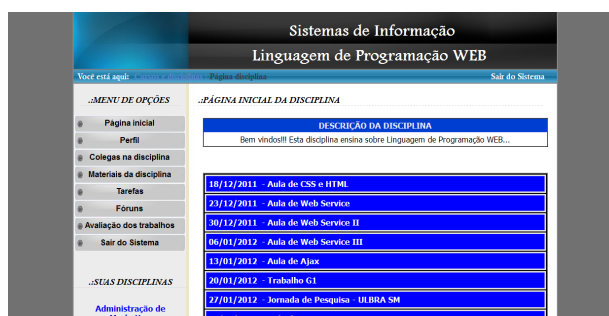 Sistemas de Informação
Linguagem de Programação WEB
Você está aqui: Página disciplina
Sair do Sistema
.:MENU DE OPÇÕES
Página inicial
Perfil
Colegas na disciplina
Materiais da disciplina
Tarefas
Fóruns
Avaliação dos trabalhos
Sair do Sistema
.:SUAS DISCIPLINAS
Administração de
.:PÁGINA INICIAL DA DISCIPLINA
DESCRIÇÃO DA DISCIPLINA
Bem vindos!!! Esta disciplina ensina sobre Linguagem de Programação WEB...
18/12/2011 - Aula de CSS e HTML
23/12/2011 - Aula de Web Service
30/12/2011 - Aula de Web Service II
06/01/2012 - Aula de Web Service III
13/01/2012 - Aula de Ajax
20/01/2012 - Trabalho G1
27/01/2012 - Jornada de Pesquisa - ULBRA SM